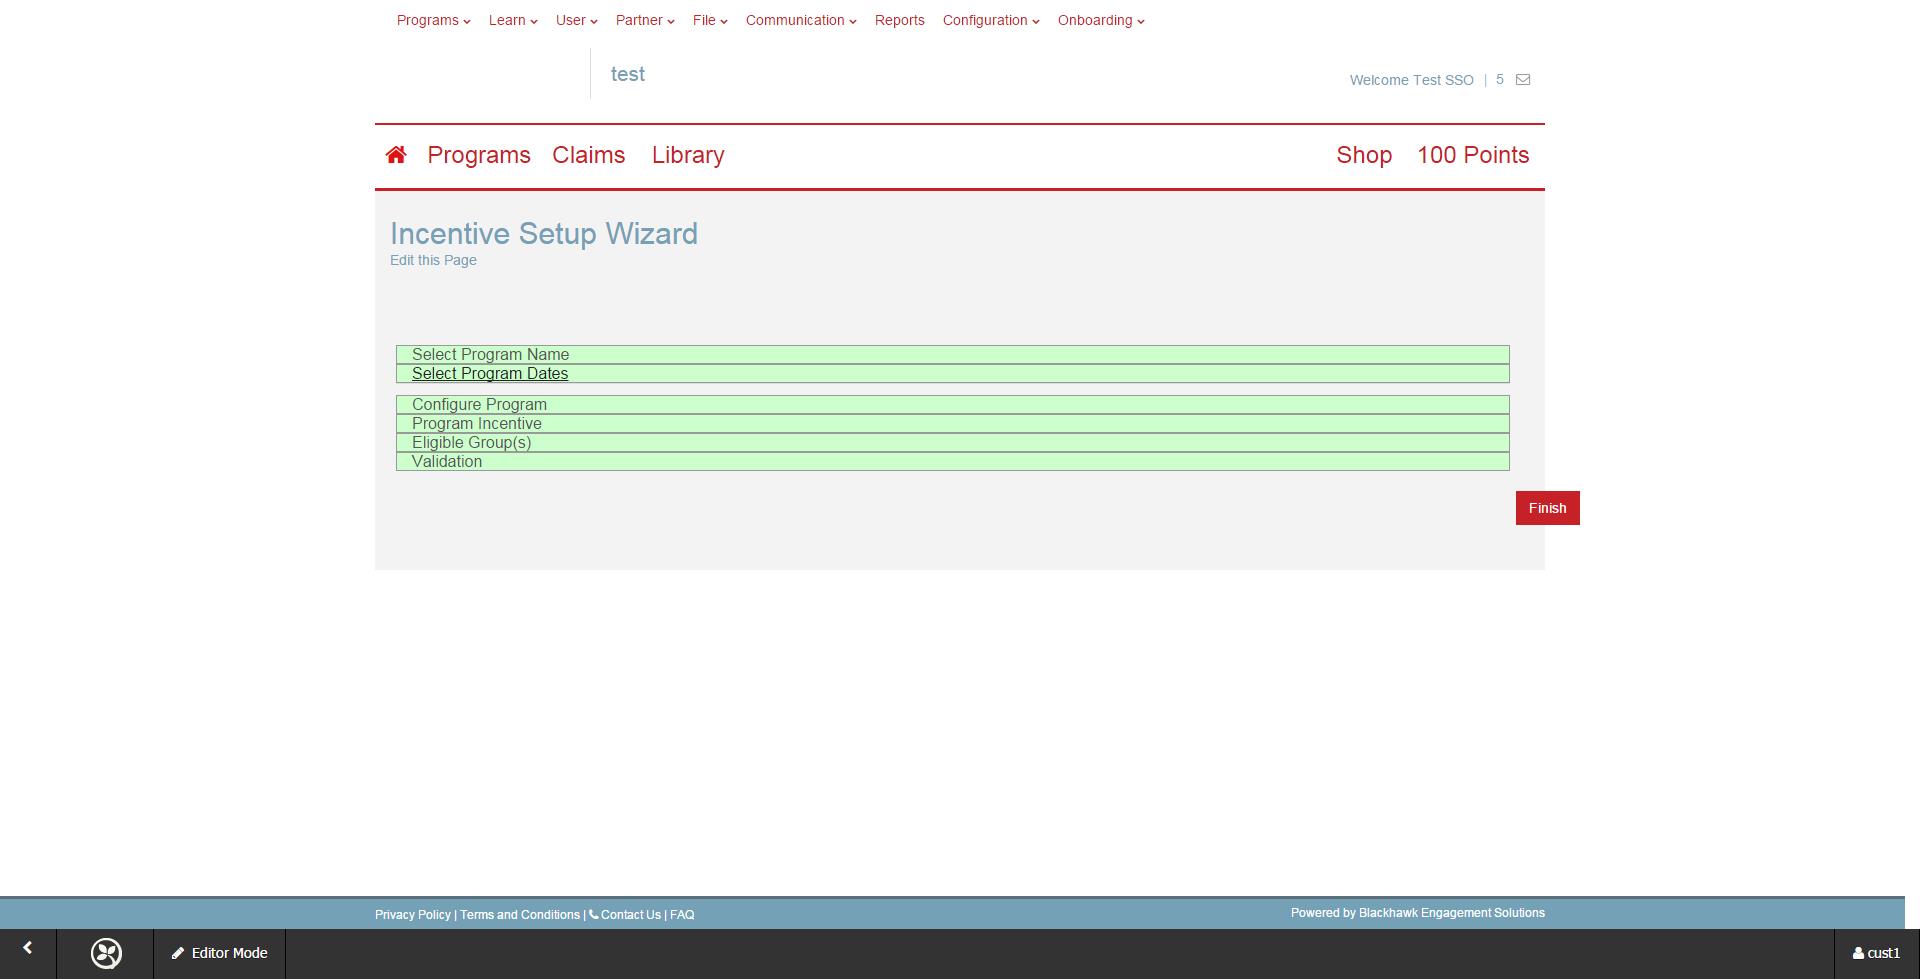 Programs Learn User Partner File Communication Reports Configuration Onboarding
test
Welcome Test SSO | 5
Programs Claims Library Shop 100 Points
Incentive Setup Wizard
Edit this Page
Select Program Name
Select Program Dates
Configure Program
Program Incentive
Eligible Group(s)
Validation
Finish
Privacy Policy | Terms and Conditions | Contact Us | FAQ
Powered by Blackhawk Engagement Solutions
Editor Mode
cust1